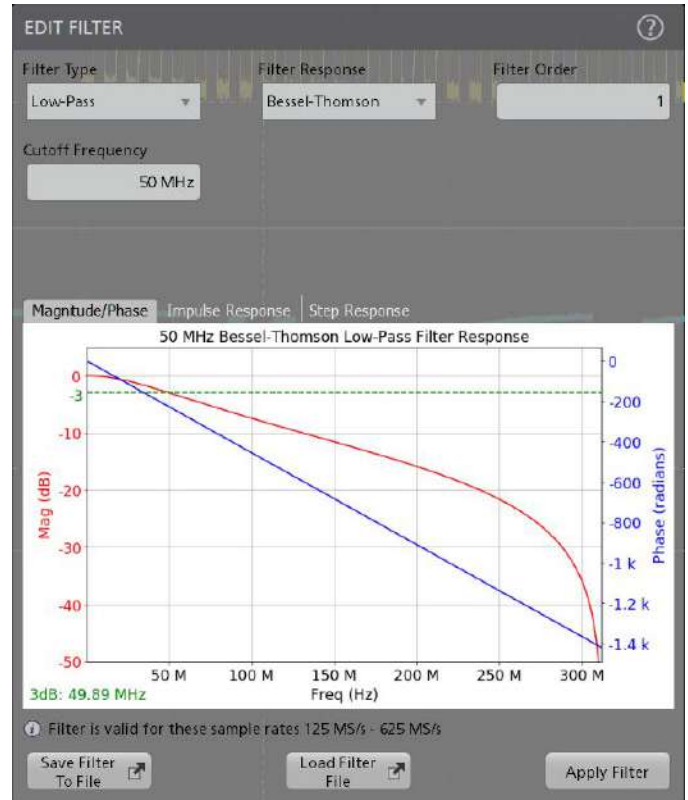 EDIT FILTER
?
Filter Type
Filter Response
Filter Order
Low-Pass
Bessel-Thomson
1
Cutoff Frequency
50 MHz
Magnitude/Phase
Impulse Response
Step Response
50 MHz Bessel-Thomson Low-Pass Filter Response
Mag (dB)
0
-3
-10
-20
-30
-40
-50
0
-200
-400
-600
-800
-1 k
-1.2 k
-1.4 k
Phase (radians)
50 M
100 M
150 M
200 M
250 M
300 M
3dB: 49.89 MHz
Freq (Hz)
i Filter is valid for these sample rates 125 MS/s - 625 MS/s
Save Filter
To File
Load Filter
File
Apply Filter